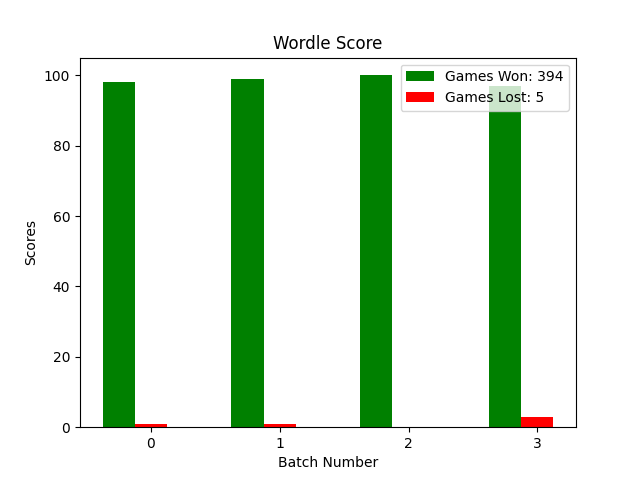 Wordle Score
Games Won: 394
Games Lost: 5
Scores
100
80
60
40
20
0
0 1 2 3
Batch Number